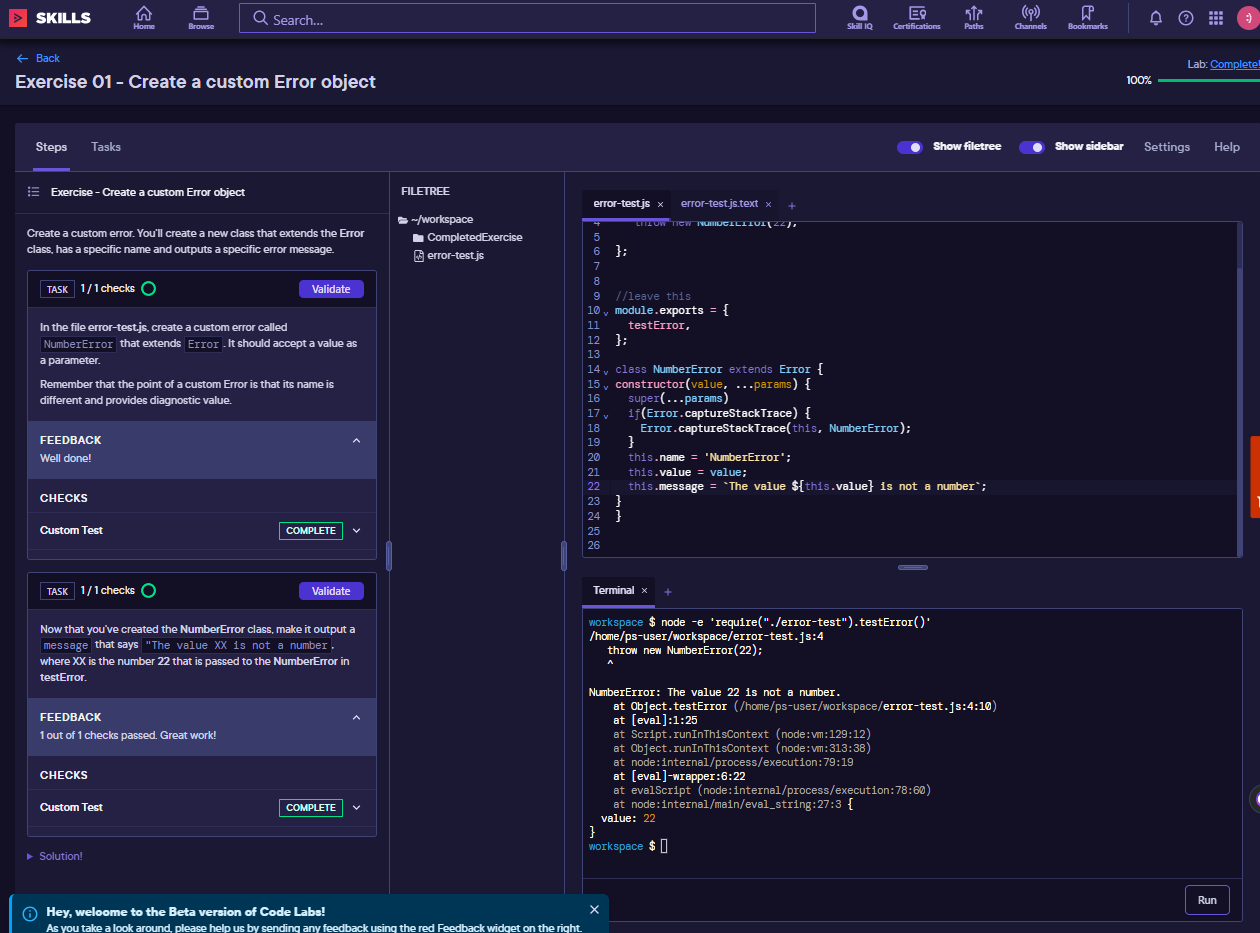 SKILLS
Home
Browse
Search...
Skill IQ
Certifications
Paths
Channels
Bookmarks
Back
Lab: Complete!
Exercise 01 - Create a custom Error object
100%
Steps
Tasks
Show filetree
Show sidebar
Settings
Help
Exercise - Create a custom Error object
Create a custom error. You'll create a new class that extends the Error
class, has a specific name and outputs a specific error message.
TASK 1 / 1 checks Validate
In the file error-test.js, create a custom error called
NumberError that extends Error. It should accept a value as
a parameter.
Remember that the point of a custom Error is that its name is
different and provides diagnostic value.
FEEDBACK
Well done!
CHECKS
Custom Test COMPLETE
TASK 1 / 1 checks Validate
Now that you've created the NumberError class, make it output a
message that says "The value XX is not a number,
where XX is the number 22 that is passed to the NumberError in
testError.
FEEDBACK
1 out of 1 checks passed. Great work!
CHECKS
Custom Test COMPLETE
Solution!
FILETREE
~/workspace
CompletedExercise
error-test.js
error-test.js ×
error-test.js.text ×
+
4 throw new NumberError(22);
5
6 };
7
8
9 //leave this
10 module.exports = {
11 testError,
12 };
13
14 class NumberError extends Error {
15 constructor(value, ...params) {
16 super(...params)
17 if(Error.captureStackTrace) {
18 Error.captureStackTrace(this, NumberError);
19 }
20 this.name = 'NumberError';
21 this.value = value;
22 this.message = `The value ${this.value} is not a number`;
23 }
24 }
25
26
Terminal ×
+
workspace $ node -e 'require("./error-test").testError()'
/home/ps-user/workspace/error-test.js:4
throw new NumberError(22);
^
NumberError: The value 22 is not a number.
at Object.testError (/home/ps-user/workspace/error-test.js:4:10)
at [eval]:1:25
at Script.runInThisContext (node:vm:129:12)
at Object.runInThisContext (node:vm:313:38)
at node:internal/process/execution:79:19
at [eval]-wrapper:6:22
at evalScript (node:internal/process/execution:78:60)
at node:internal/main/eval_string:27:3 {
value: 22
}
workspace $
Run
Hey, welcome to the Beta version of Code Labs!
As you take a look around, please help us by sending any feedback using the red Feedback widget on the right.